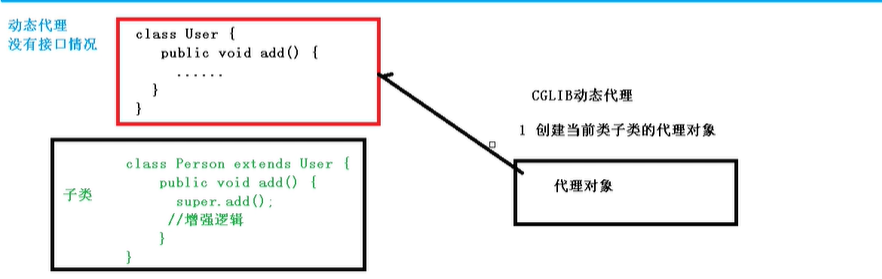 动态代理
没有接口情况
class User {
public void add() {
......
}
}
子类
class Person extends User {
public void add() {
super.add();
//增强逻辑
}
}
CGLIB动态代理
1 创建当前类子类的代理对象
代理对象